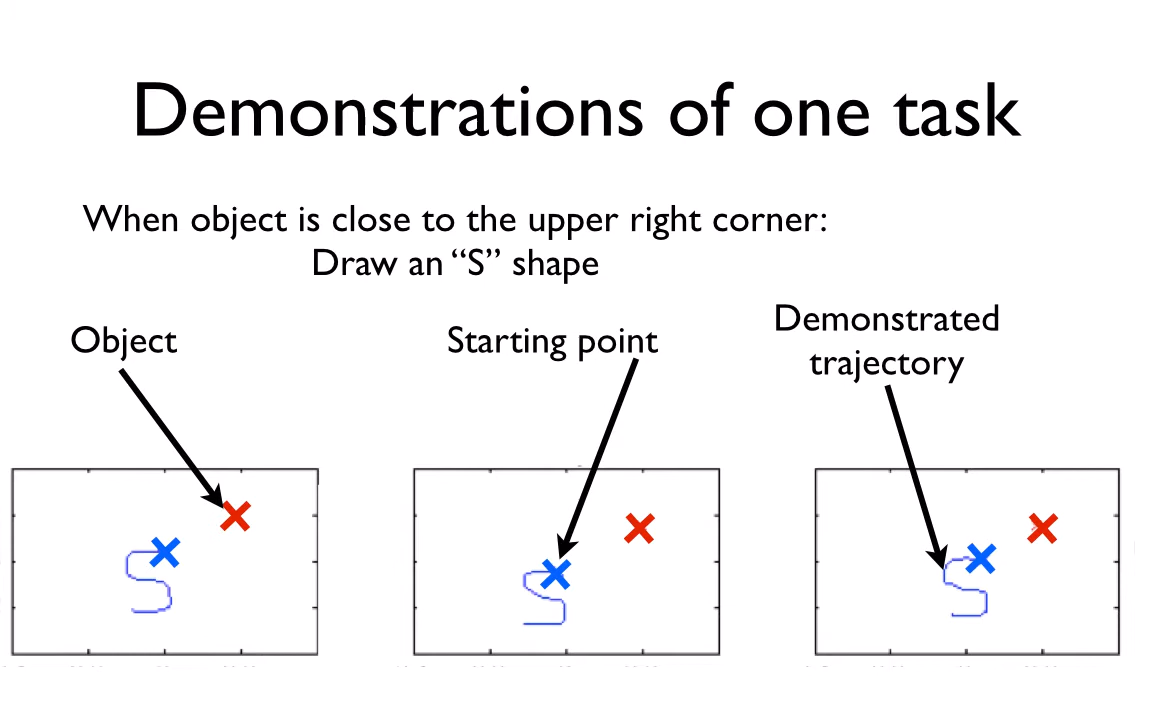 Demonstrations of one task
When object is close to the upper right corner:
Draw an “S” shape
Object
Starting point
Demonstrated
trajectory